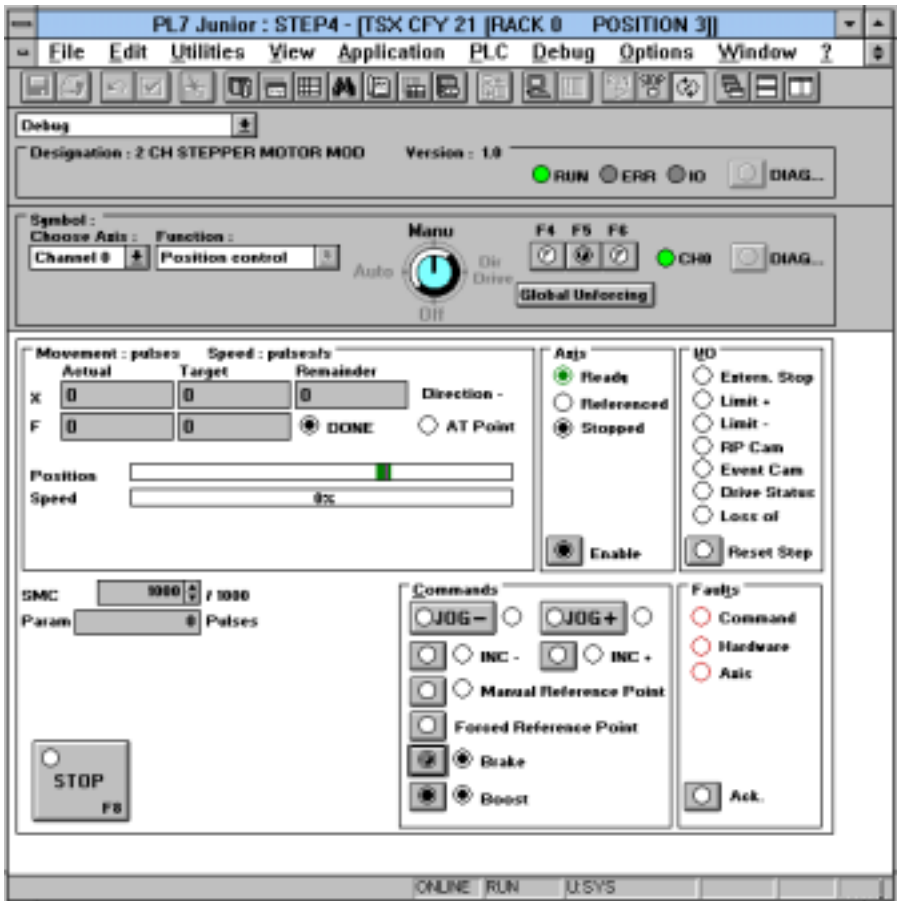 PL7 Junior : STEP4 - [TSX CFY 21 [RACK 0 POSITION 3]]
File Edit Utilities View Application PLC Debug Options Window ?
STOP
Debug
Designation : 2 CH STEPPER MOTOR MOD Version : 1.0
RUN ERR IO DIAG...
Symbol :
Choose Axis : Function : Manu F4 F5 F6
Channel 0 Position control Auto Dir Drive CH0 DIAG...
Off Global Unforcing
Movement : pulses Speed : pulses/s Axis I/O
Actual Target Remainder Ready Extern. Stop
X 0 0 0 Direction - Referenced Limit +
F 0 0 DONE AT Point Stopped Limit -
RP Cam
Position Event Cam
Speed 0% Drive Status
Loss of
Enable Reset Step
SMC 1000 / 1000 Commands Faults
Param 0 Pulses JOG - JOG + Command
INC - INC + Hardware
Manual Reference Point Axis
Forced Reference Point
Brake
STOP F8 Boost Ack.
ONLINE RUN U:SYS